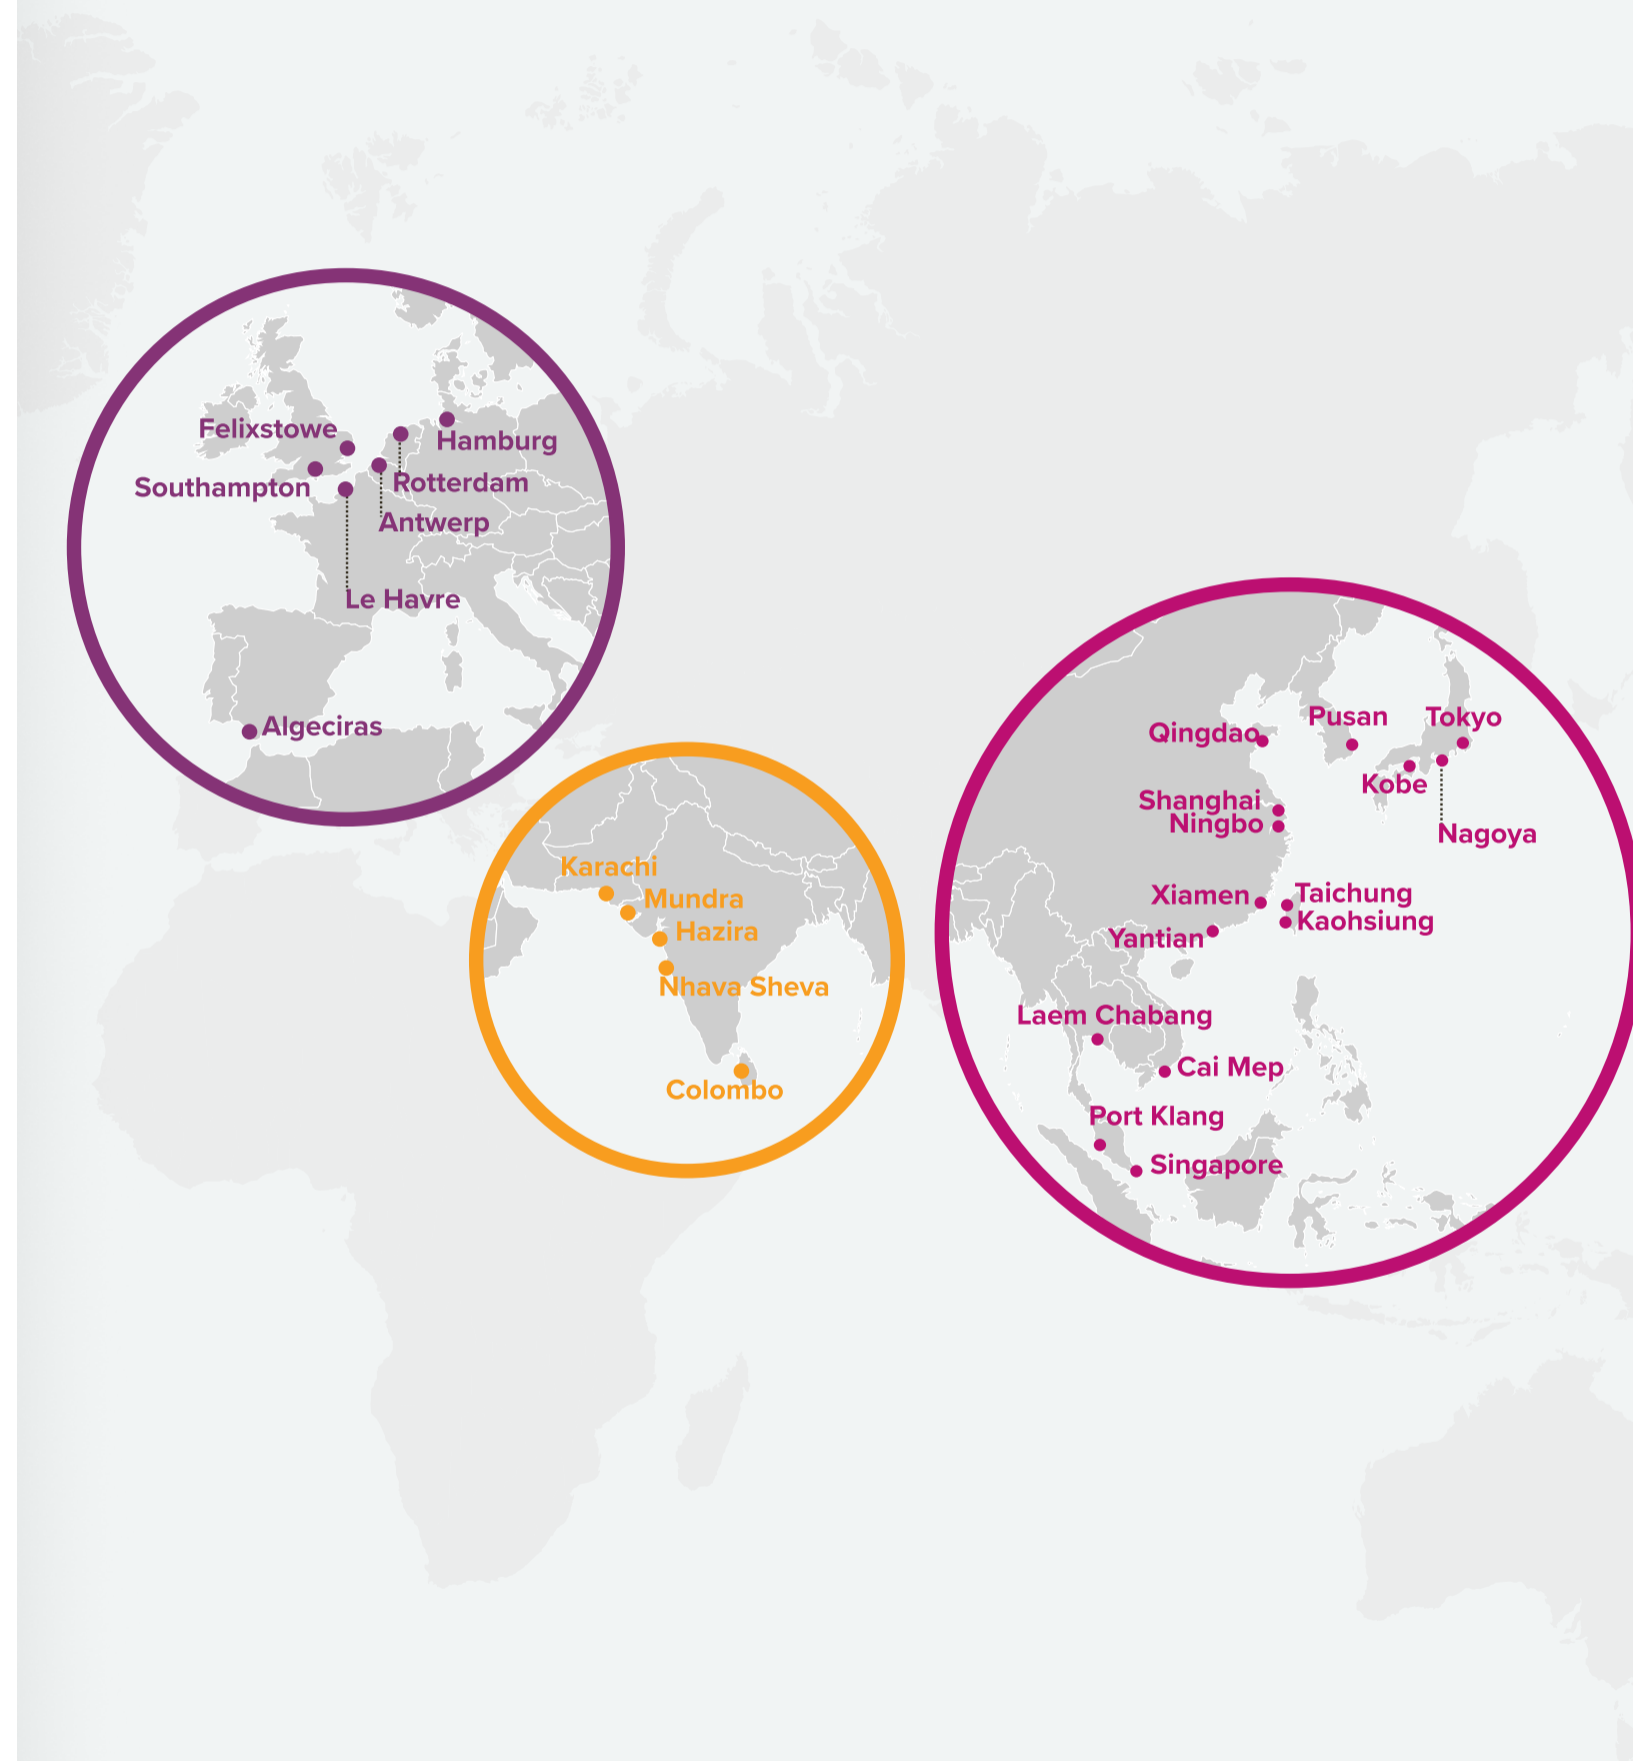 Felixstowe
Hamburg
Southampton
Rotterdam
Antwerp
Le Havre
Algeciras
Karachi
Mundra
Hazira
Nhava Sheva
Colombo
Pusan
Tokyo
Qingdao
Kobe
Shanghai
Ningbo
Nagoya
Xiamen
Taichung
Kaohsiung
Yantian
Laem Chabang
Cai Mep
Port Klang
Singapore